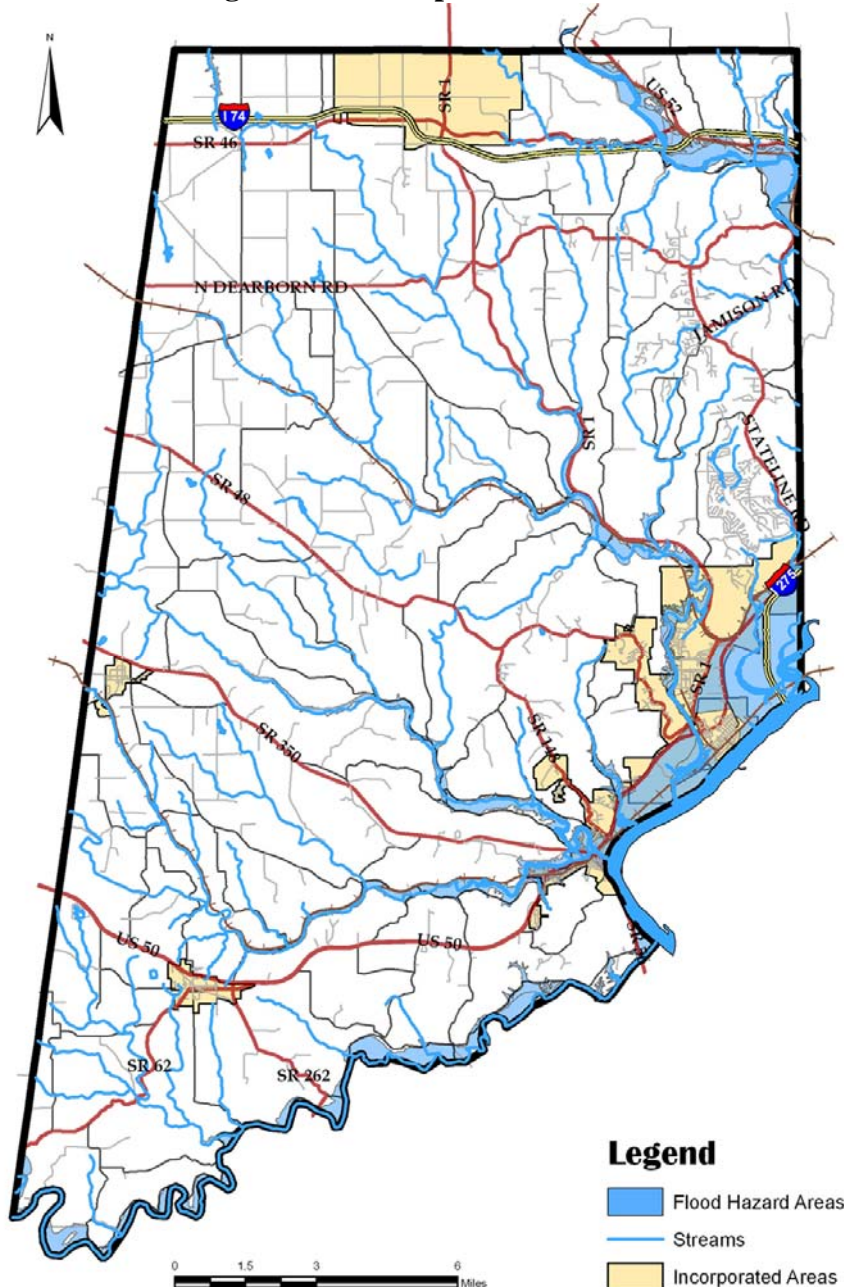 N
SR 1
US 52
I 74
SR 46
N DEARBORN RD
JAMISON RD
SR 1
STATELINE RD
SR 48
275
SR 1
SR 350
SR 148
US 50
US 50
SR 62
SR 262
Legend
Flood Hazard Areas
Streams
Incorporated Areas
0 1.5 3 6
Miles